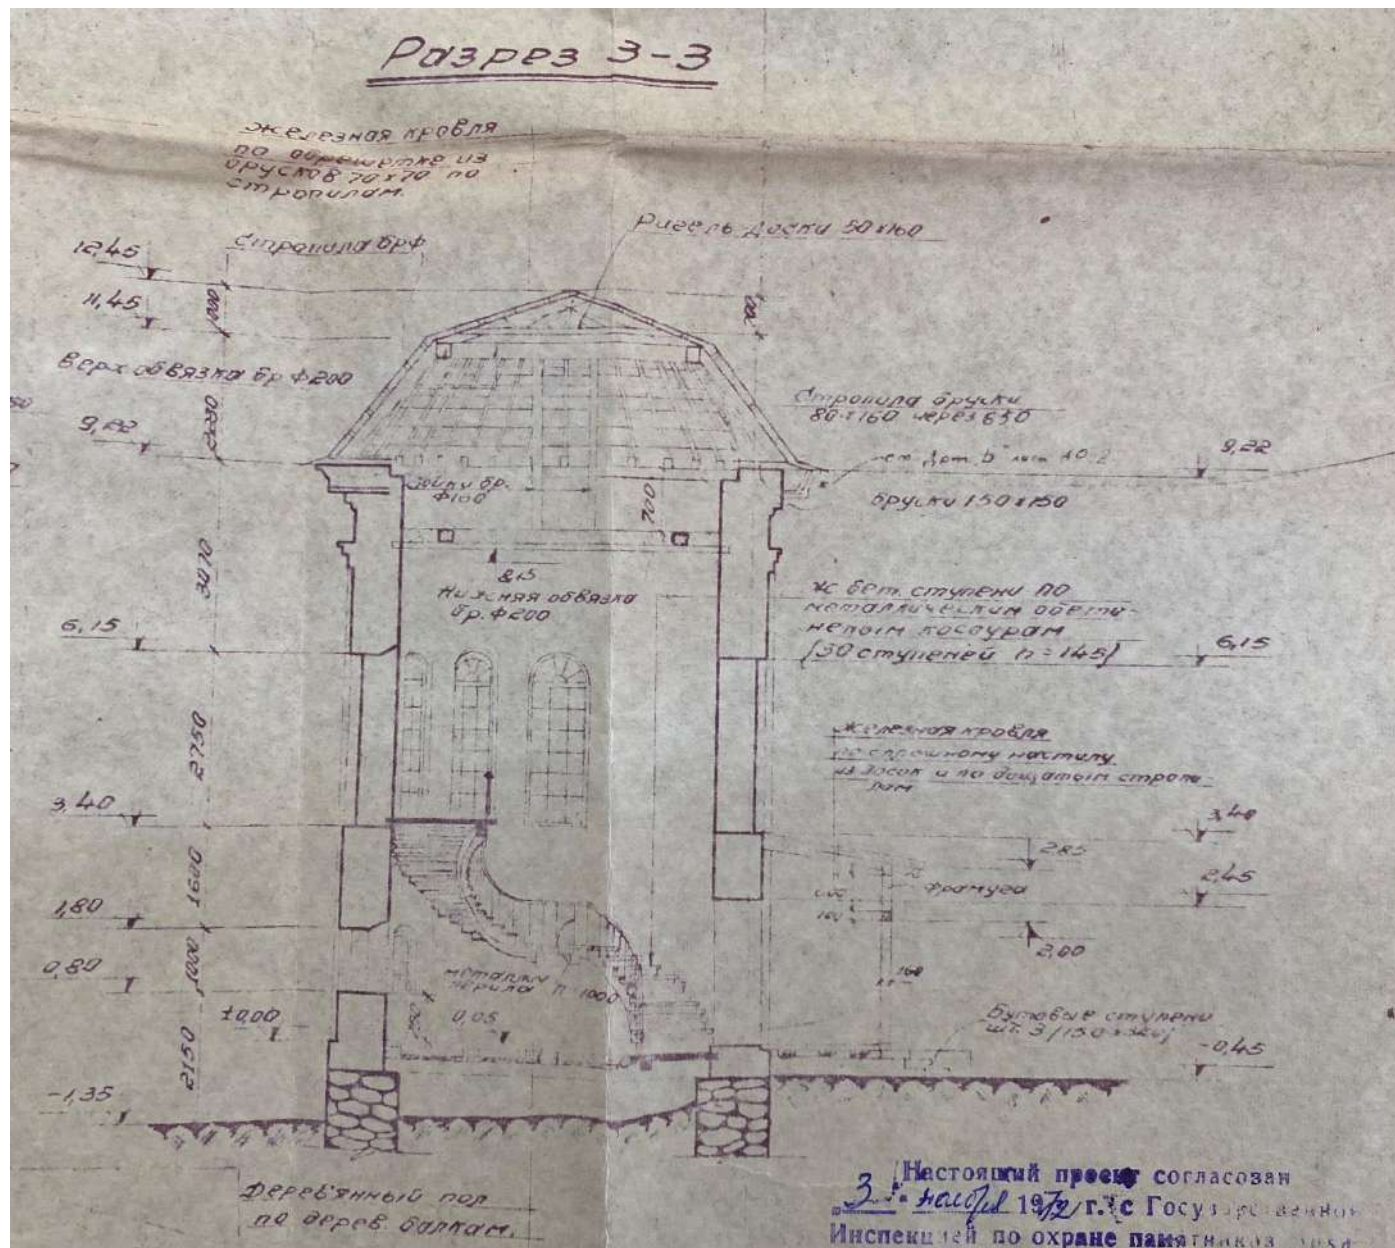 Разрез 3-3
Железная кровля
по обрешетке из
брусков 70х70 по
стропилам.
Стропила брф
Ригель доски 50х160
12,45
11,45
1000
Верх обвязка бр ф200
Стропила бруски
80х160 через 650
9,22
9,22
бр.
ф100
700
бруски 150х150
3070
8,15
Нижняя обвязка
бр. ф200
ж бет. ступени по
металлическим
косоурам
(30 ступеней h=145)
6,15
6,15
2750
Железная кровля
по сплошному настилу
из досок и по дощатым
3,40
3,40
2,85
фрамуга
2,45
1600
1,80
2,00
0,80
1000
металл
перила h=1000
160
±0,00
0,05
Бутовые ступени
шт. 3
-0,45
2150
-1,35
Деревянный пол
по дерев. балкам.
Настоящий проект согласован
"3" ноября 1972 г. с Государственной
Инспекцией по охране памятников